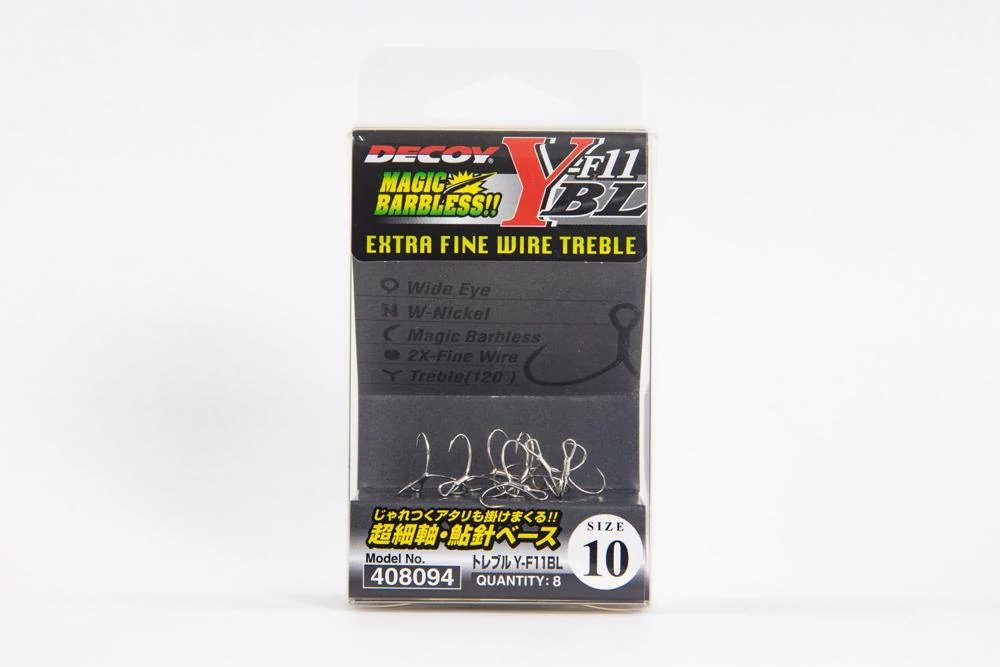 DECOY®
Y-F11
BL
MAGIC
BARBLESS!!
EXTRA FINE WIRE TREBLE
Wide Eye
W-Nickel
Magic Barbless
2X-Fine Wire
Treble(120°)
じゃれつくアタリも掛けまくる!!
超細軸・鮎針ベース
SIZE
10
Model No.
408094
トレブル Y-F11BL
QUANTITY: 8